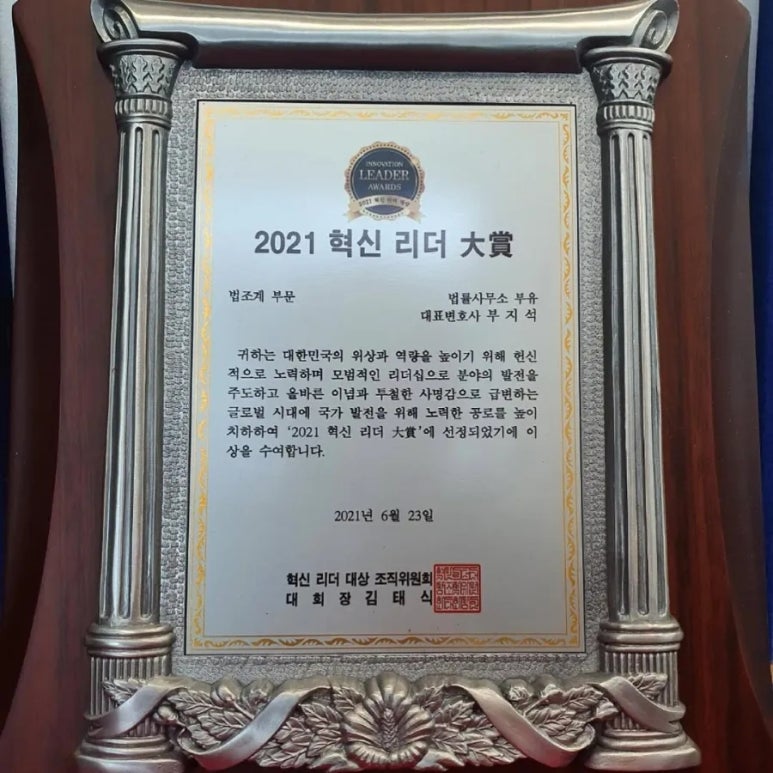 INNOVATION
LEADER
AWARDS
2021 혁신 리더 대상
2021 혁신 리더 大賞
법조계 부문
법률사무소 부유
대표변호사 부 지 석
귀하는 대한민국의 위상과 역량을 높이기 위해 헌신
적으로 노력하며 모범적인 리더십으로 분야의 발전을
주도하고 올바른 이념과 투철한 사명감으로 급변하는
글로벌 시대에 국가 발전을 위해 노력한 공로를 높이
치하하여 ‘2021 혁신 리더 大賞’에 선정되었기에 이
상을 수여합니다.
2021년 6월 23일
혁신 리더 대상 조직위원회
대 회 장 김 태 식